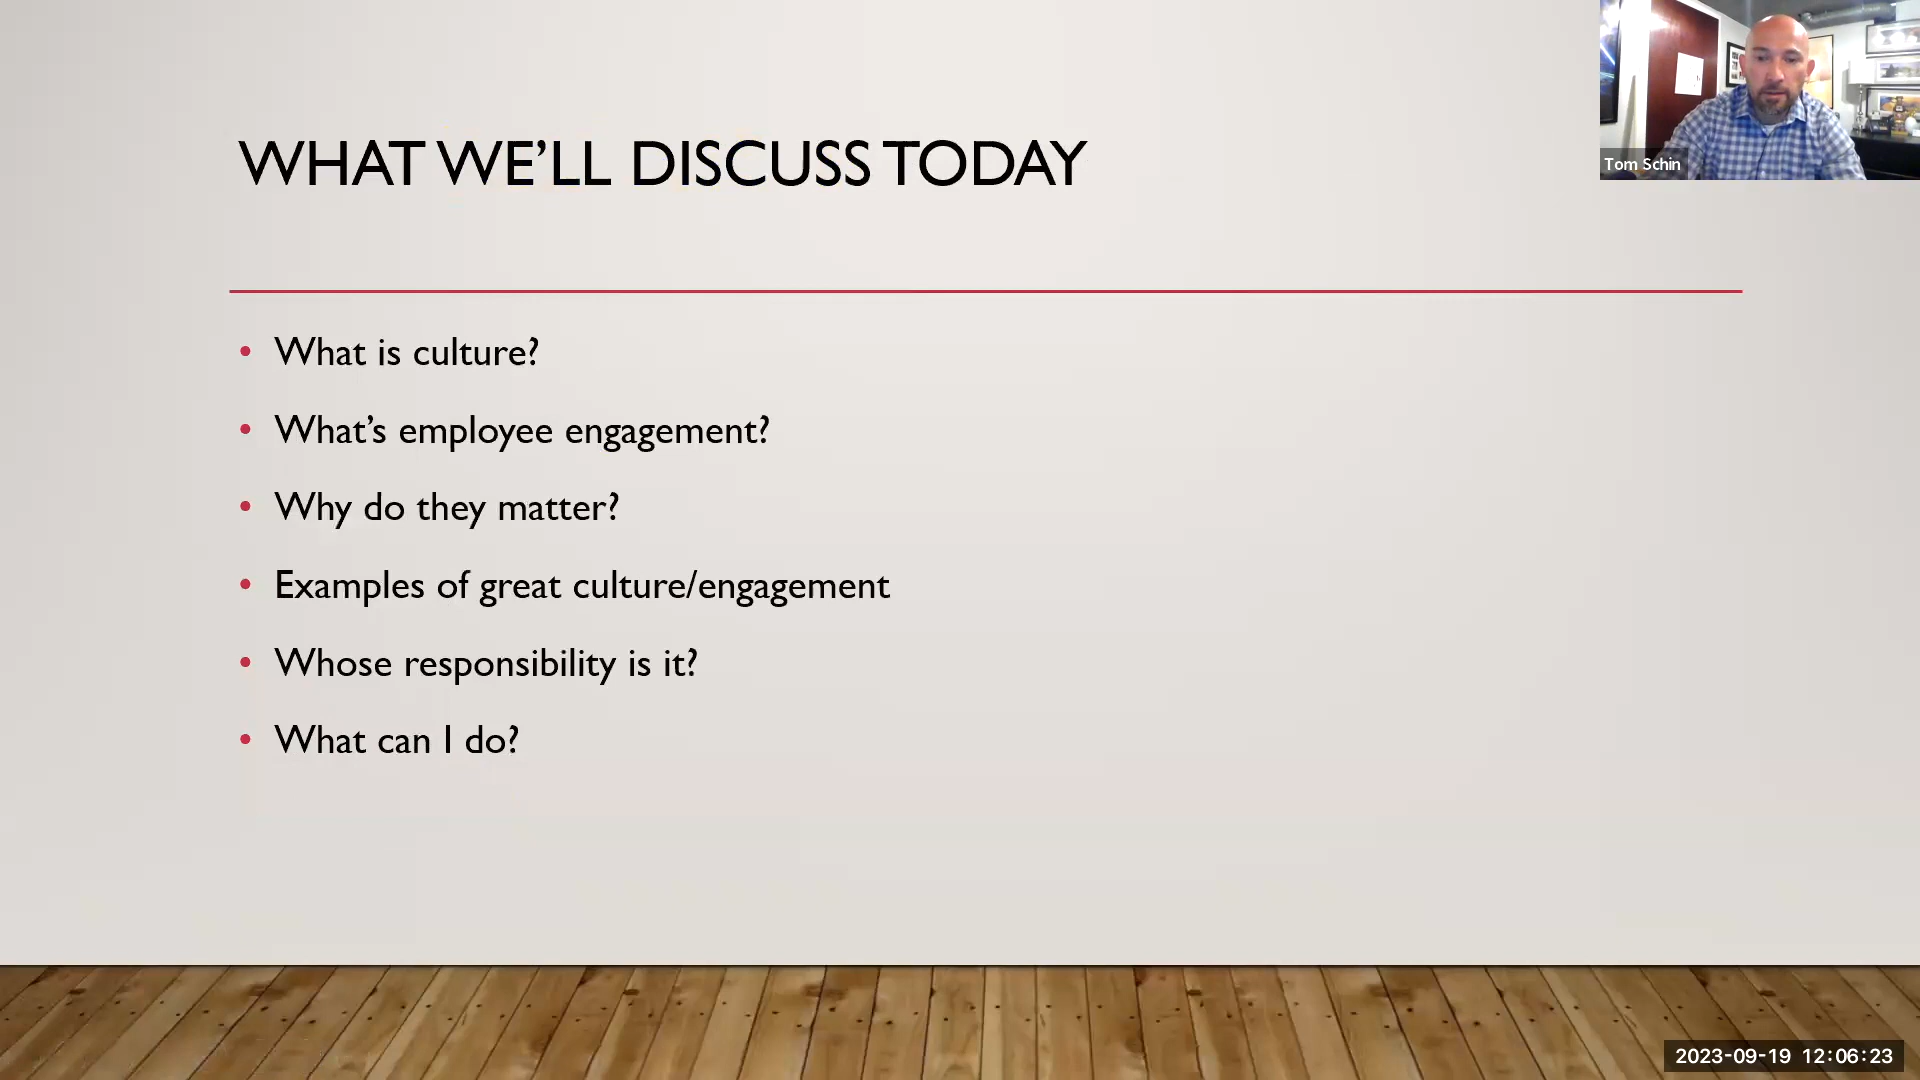 WHAT WE’LL DISCUSS TODAY
Tom Schin
• What is culture?
• What’s employee engagement?
• Why do they matter?
• Examples of great culture/engagement
• Whose responsibility is it?
• What can I do?
2023-09-19 12:06:23